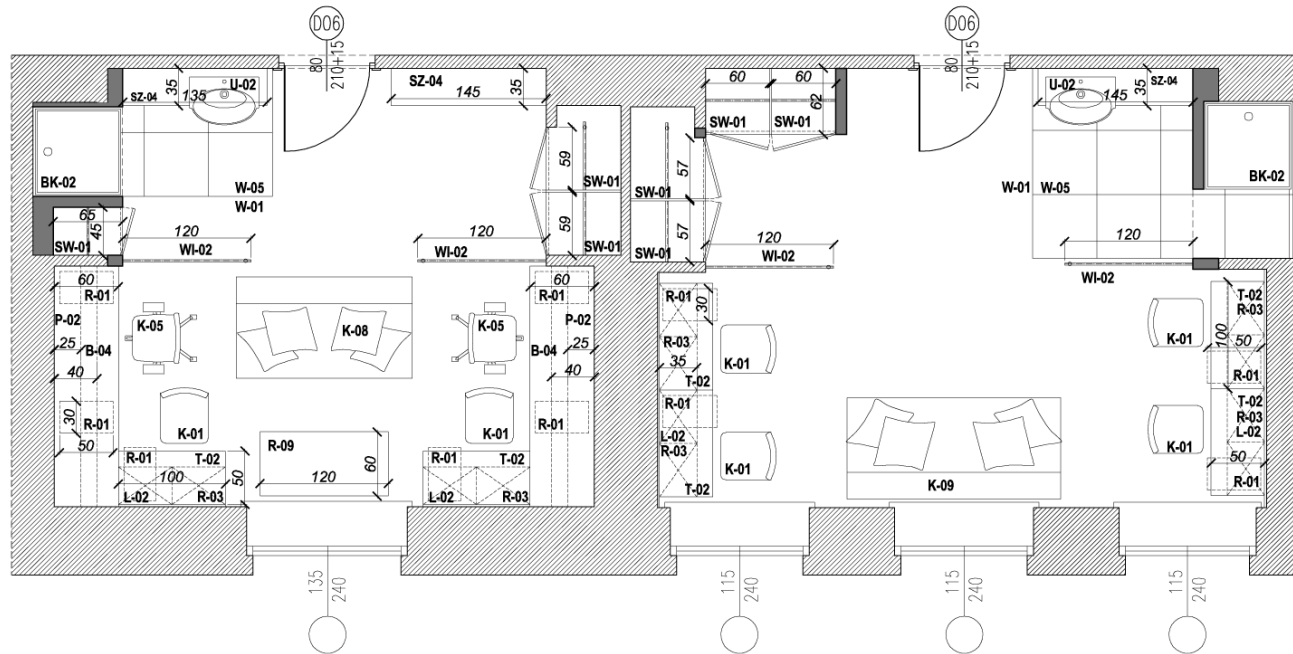 D06
80
210+15
D06
80
210+15
35
SZ-04
135
U-02
SZ-04
35
145
BK-02
W-05
W-01
65
45
SW-01
120
WI-02
120
WI-02
59
59
SW-01
SW-01
60
60
62
SW-01
SW-01
SW-01
57
SW-01
57
120
U-02
35
SZ-04
145
W-01
W-05
BK-02
120
WI-02
60
R-01
P-02
K-05
25
B-04
40
K-08
60
R-01
K-05
P-02
B-04
25
40
30
R-01
50
K-01
K-01
R-01
R-01
T-02
100
50
L-02
R-03
R-09
120
60
R-01
T-02
L-02
R-03
R-01
30
R-03
35
T-02
K-01
R-01
L-02
R-03
K-01
T-02
K-09
K-01
T-02
R-03
100
50
R-01
K-01
T-02
R-03
L-02
50
R-01
135
240
115
240
115
240
115
240